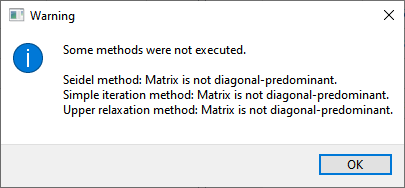 Warning
Some methods were not executed.
Seidel method: Matrix is not diagonal-predominant.
Simple iteration method: Matrix is not diagonal-predominant.
Upper relaxation method: Matrix is not diagonal-predominant.
OK